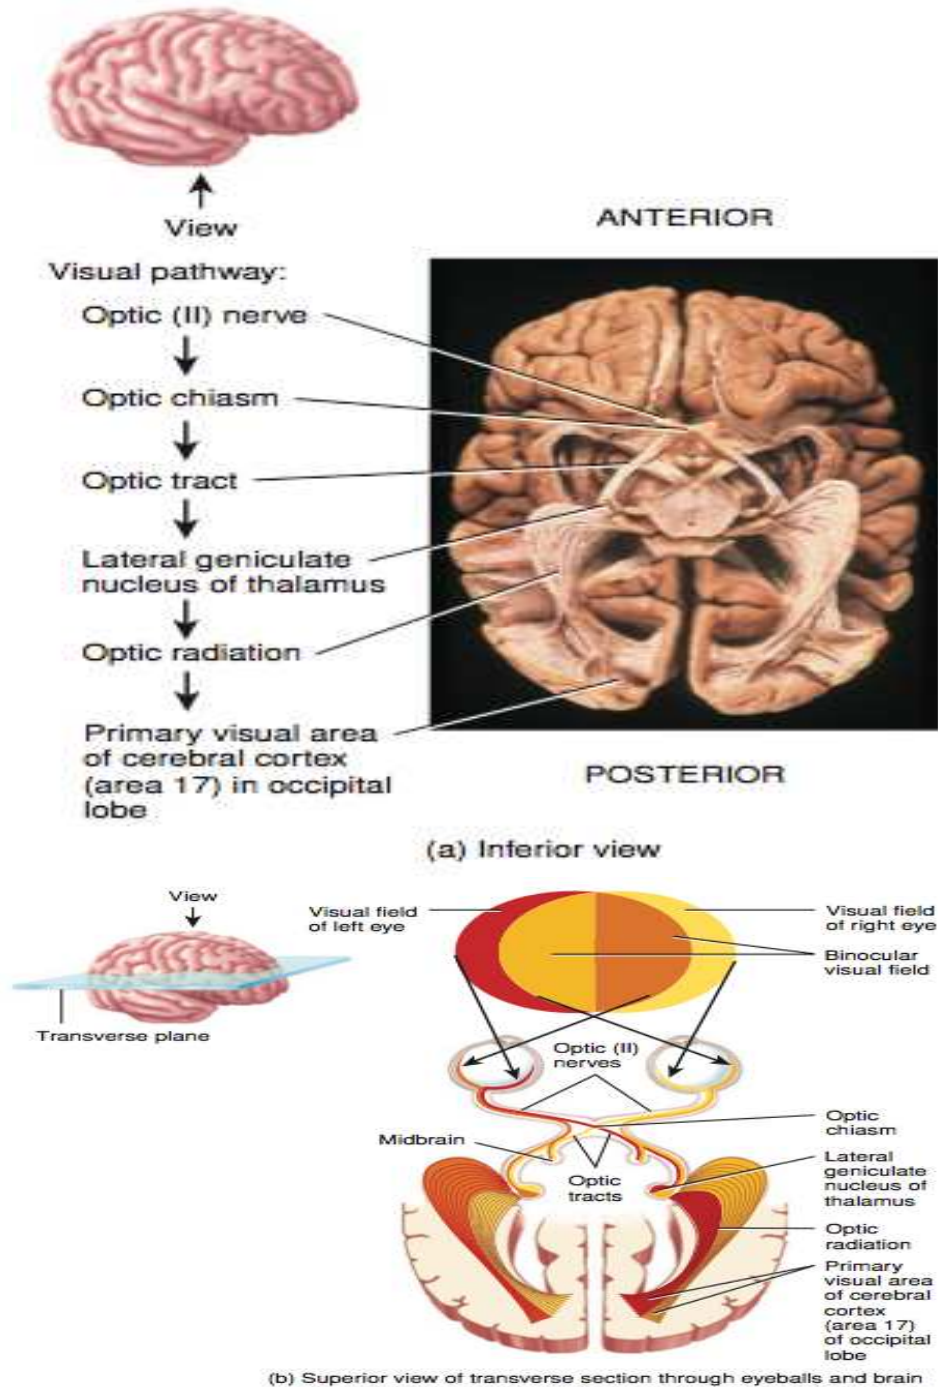 View
ANTERIOR
Visual pathway:
Optic (II) nerve
Optic chiasm
Optic tract
Lateral geniculate
nucleus of thalamus
Optic radiation
Primary visual area
of cerebral cortex
(area 17) in occipital
lobe
POSTERIOR
(a) Inferior view
View
Transverse plane
Visual field
of left eye
Visual field
of right eye
Binocular
visual field
Optic (II)
nerves
Optic
chiasm
Midbrain
Optic
tracts
Lateral
geniculate
nucleus of
thalamus
Optic
radiation
Primary
visual area
of cerebral
cortex
(area 17)
of occipital
lobe
(b) Superior view of transverse section through eyeballs and brain